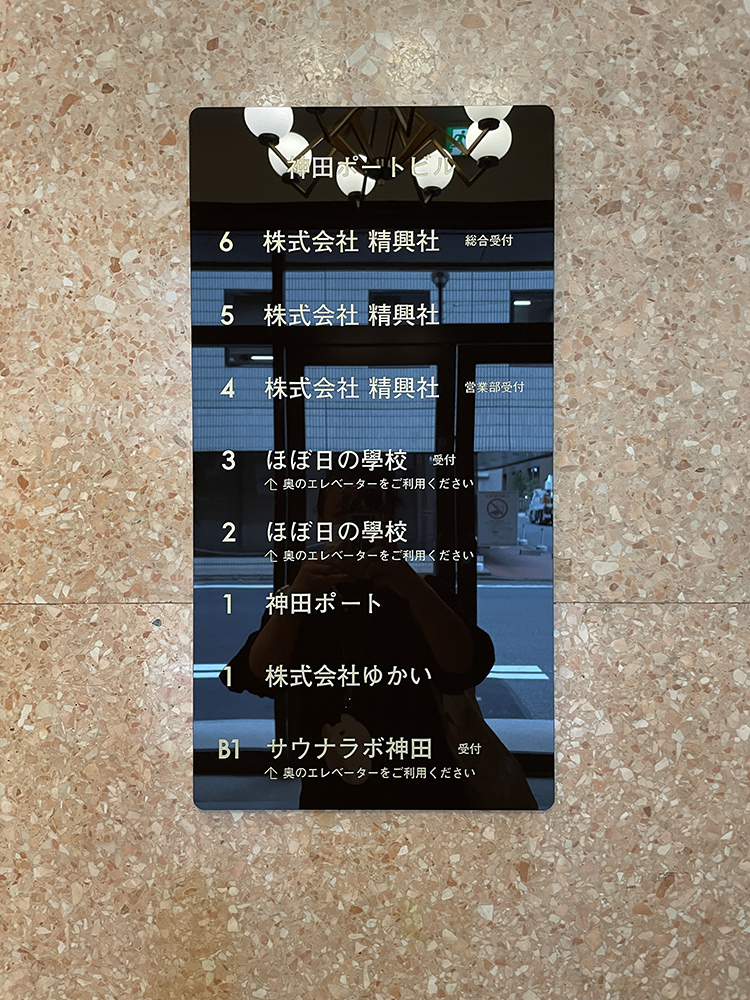 神田ポートビル
6 株式会社 精興社 総合受付
5 株式会社 精興社
4 株式会社 精興社 営業部受付
3 ほぼ日の學校 受付
↑ 奥のエレベーターをご利用ください
2 ほぼ日の學校
↑ 奥のエレベーターをご利用ください
1 神田ポート
1 株式会社ゆかい
B1 サウナラボ神田 受付
↑ 奥のエレベーターをご利用ください